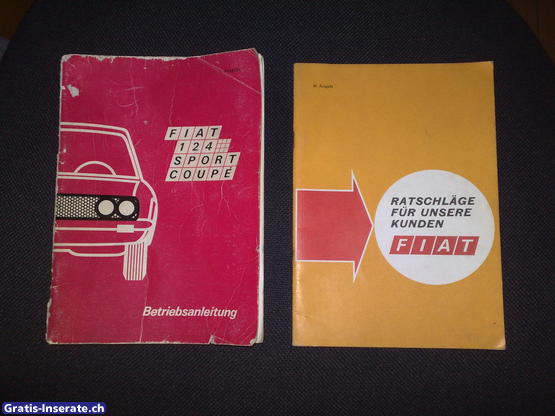 FIAT
124
SPORT
COUPÉ
Betriebsanleitung
RATSCHLÄGE
FÜR UNSERE
KUNDEN
FIAT
Gratis-Inserate.ch